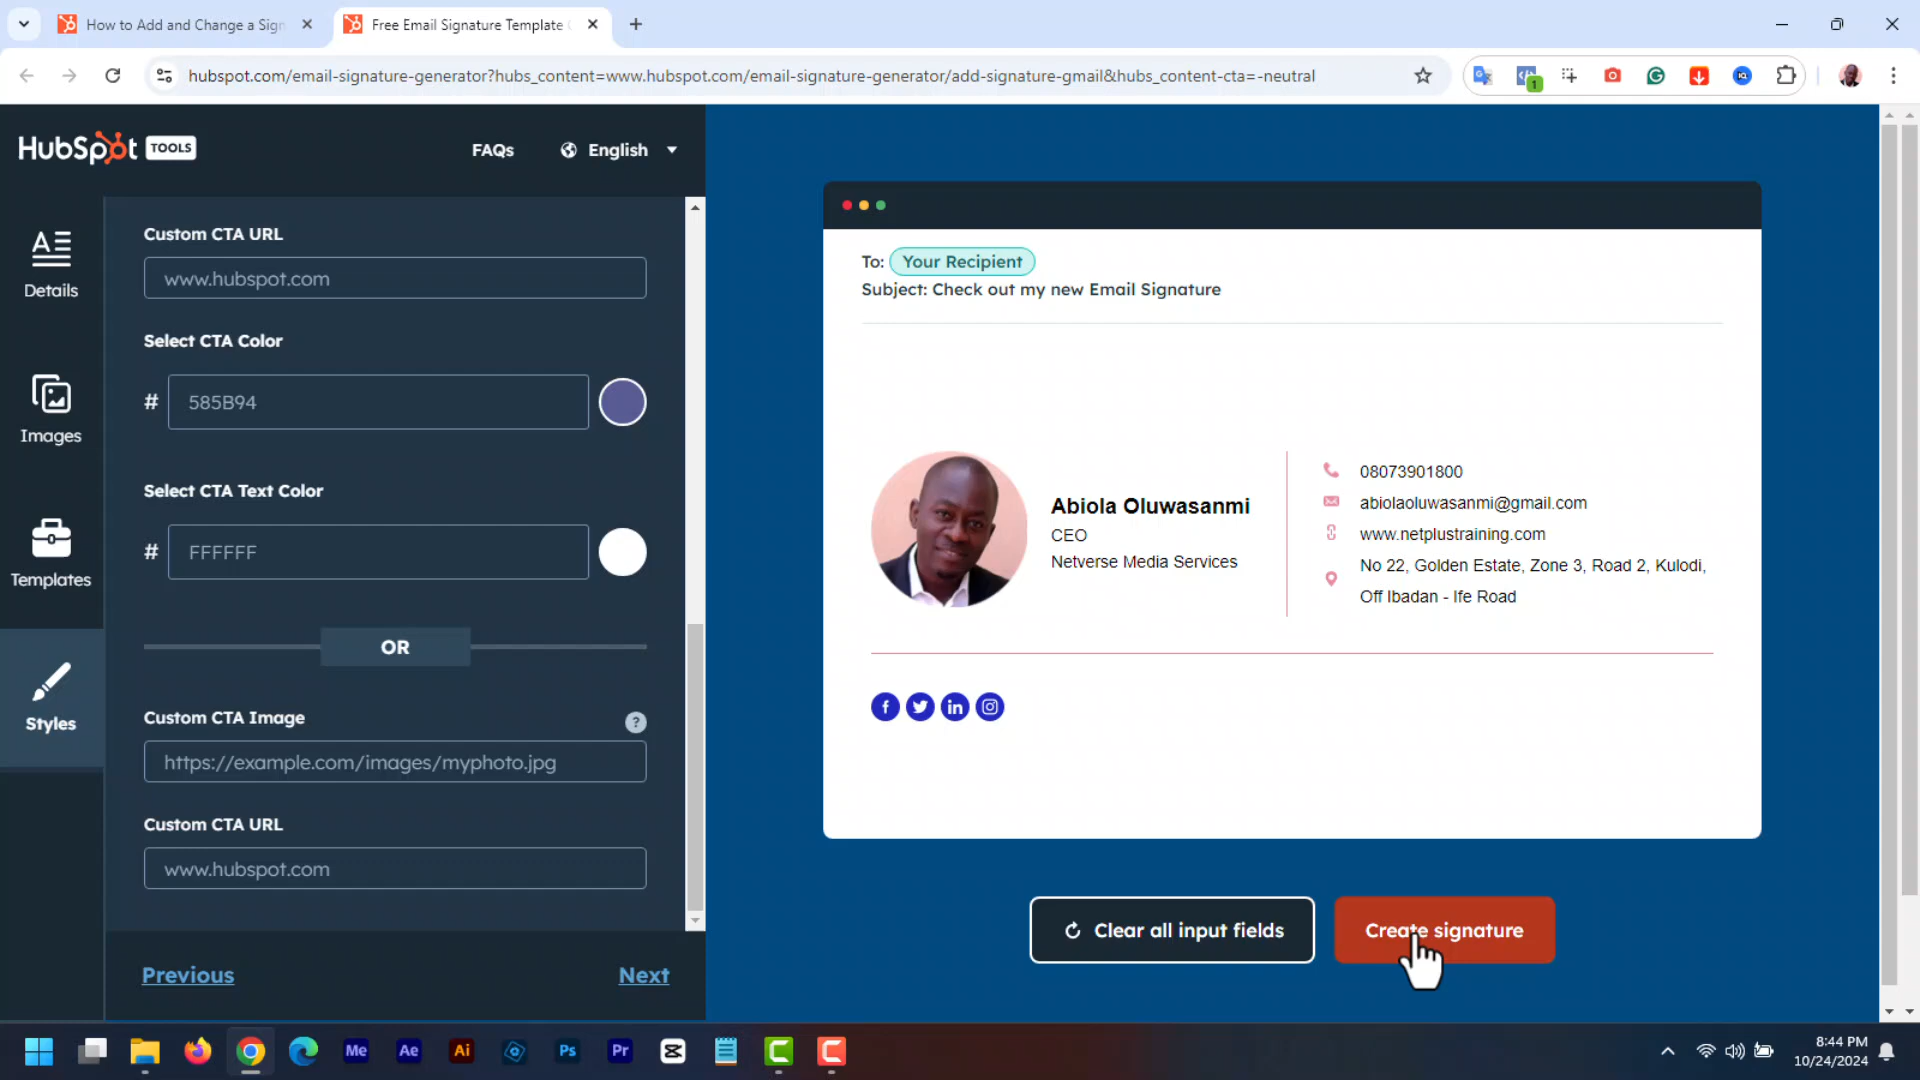 How to Add and Change a Sign
Free Email Signature Template
hubspot.com/email-signature-generator?hubs_content=www.hubspot.com/email-signature-generator/add-signature-gmail&hubs_content-cta=-neutral
1
HubSpot TOOLS
FAQs
English
Details
Images
Templates
Styles
Custom CTA URL
www.hubspot.com
Select CTA Color
# 585B94
Select CTA Text Color
# FFFFFF
OR
Custom CTA Image
?
https://example.com/images/myphoto.jpg
Custom CTA URL
www.hubspot.com
Previous
Next
To: Your Recipient
Subject: Check out my new Email Signature
Abiola Oluwasanmi
CEO
Netverse Media Services
08073901800
abiolaoluwasanmi@gmail.com
www.netplustraining.com
No 22, Golden Estate, Zone 3, Road 2, Kulodi,
Off Ibadan - Ife Road
Clear all input fields
Create signature
Me
Ae
Ai
Ps
Pr
8:44 PM
10/24/2024